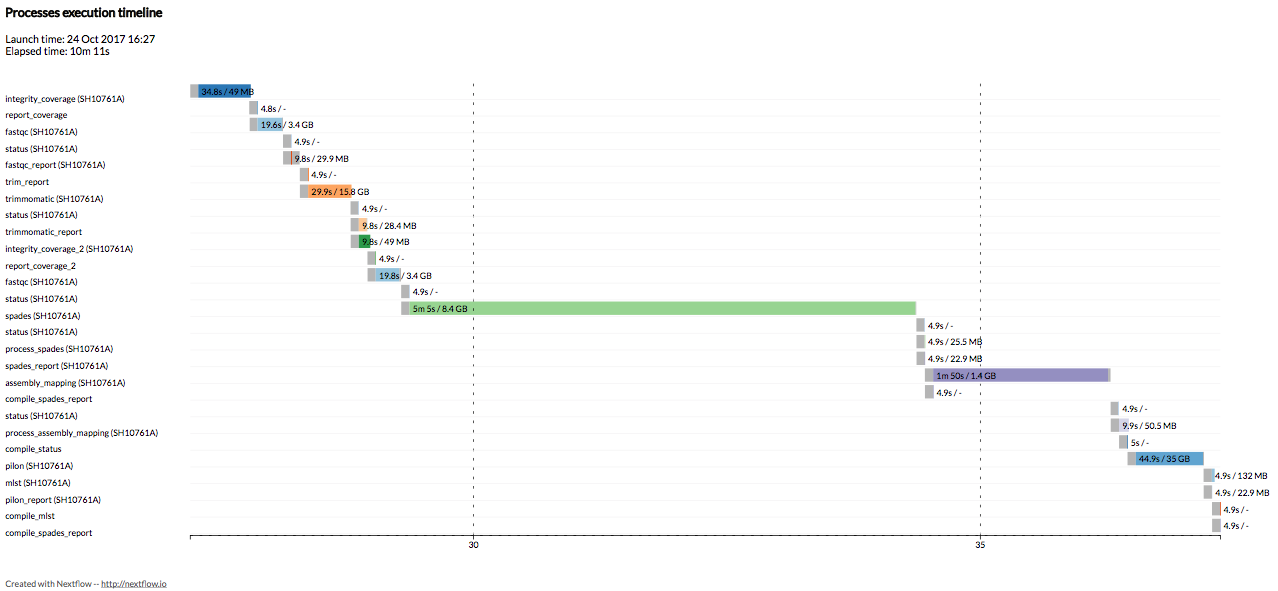 Processes execution timeline
Launch time: 24 Oct 2017 16:27
Elapsed time: 10m 11s
34.8s / 49 MB
integrity_coverage (SH10761A)
4.8s / -
report_coverage
19.6s / 3.4 GB
fastqc (SH10761A)
4.9s / -
status (SH10761A)
9.8s / 29.9 MB
fastqc_report (SH10761A)
4.9s / -
trim_report
29.9s / 15.8 GB
trimmomatic (SH10761A)
4.9s / -
status (SH10761A)
9.8s / 28.4 MB
trimmomatic_report
9.8s / 49 MB
integrity_coverage_2 (SH10761A)
4.9s / -
report_coverage_2
19.8s / 3.4 GB
fastqc (SH10761A)
4.9s / -
status (SH10761A)
5m 5s / 8.4 GB
spades (SH10761A)
4.9s / -
status (SH10761A)
4.9s / 25.5 MB
process_spades (SH10761A)
4.9s / 22.9 MB
spades_report (SH10761A)
1m 50s / 1.4 GB
assembly_mapping (SH10761A)
4.9s / -
compile_spades_report
4.9s / -
status (SH10761A)
9.9s / 50.5 MB
process_assembly_mapping (SH10761A)
5s / -
compile_status
44.9s / 35 GB
pilon (SH10761A)
4.9s / 132 MB
mlst (SH10761A)
4.9s / 22.9 MB
pilon_report (SH10761A)
4.9s / -
compile_mlst
4.9s / -
compile_spades_report
30 35
Created with Nextflow -- http://nextflow.io